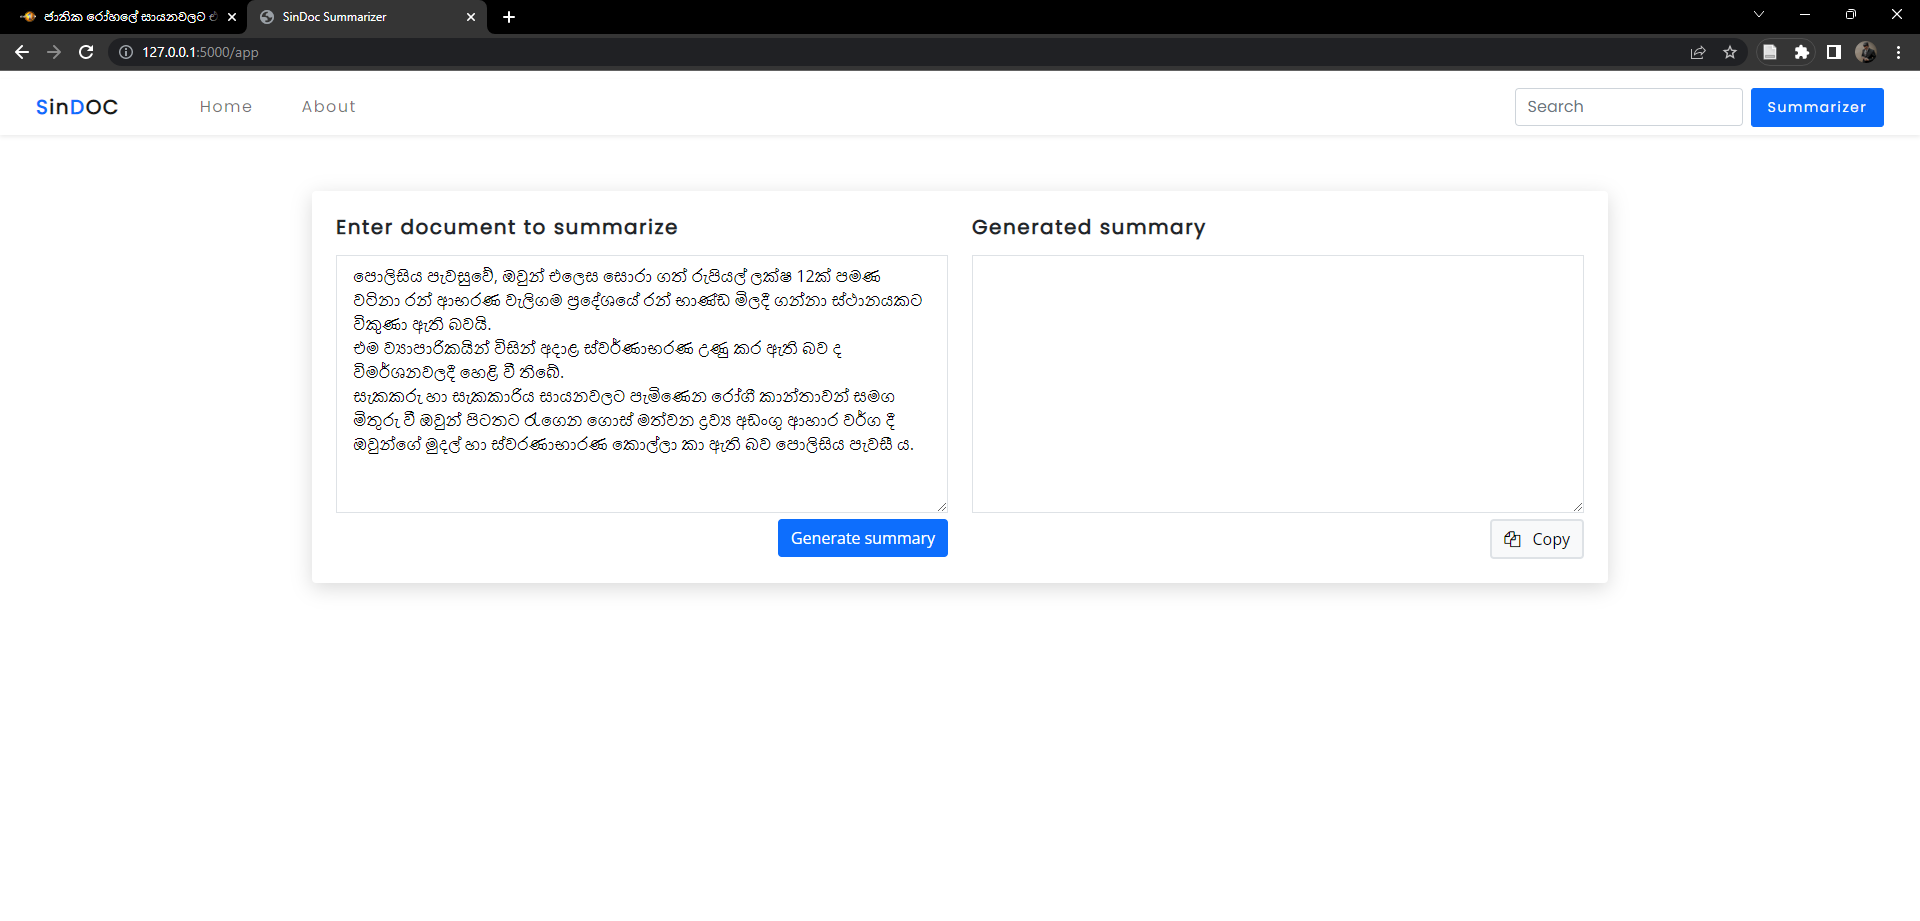 ජාතික රෝහලේ සායනවලට
SinDoc Summarizer
127.0.0.1:5000/app
SinDOC
Home
About
Search
Summarizer
Enter document to summarize
පොලිසිය පැවසුවේ, ඔවුන් එලෙස සොරා ගත් රුපියල් ලක්ෂ 12ක් පමණ
වටිනා රන් ආභරණ වැලිගම ප්‍රදේශයේ රන් භාණ්ඩ මිලදී ගන්නා ස්ථානයකට
විකුණා ඇති බවයි.
එම ව්‍යාපාරිකයින් විසින් අදාළ ස්වර්ණාභරණ උණු කර ඇති බව ද
විමර්ශනවලදී හෙළි වී තිබේ.
සැකකරු හා සැකකාරිය සායනවලට පැමිණෙන රෝගී කාන්තාවන් සමග
මිතුරු වී ඔවුන් පිටතට රැගෙන ගොස් මත්වන ද්‍රව්‍ය අඩංගු ආහාර වර්ග දී
ඔවුන්ගේ මුදල් හා ස්වරණාභාරණ කොල්ලා කා ඇති බව පොලිසිය පැවසී ය.
Generate summary
Generated summary
Copy